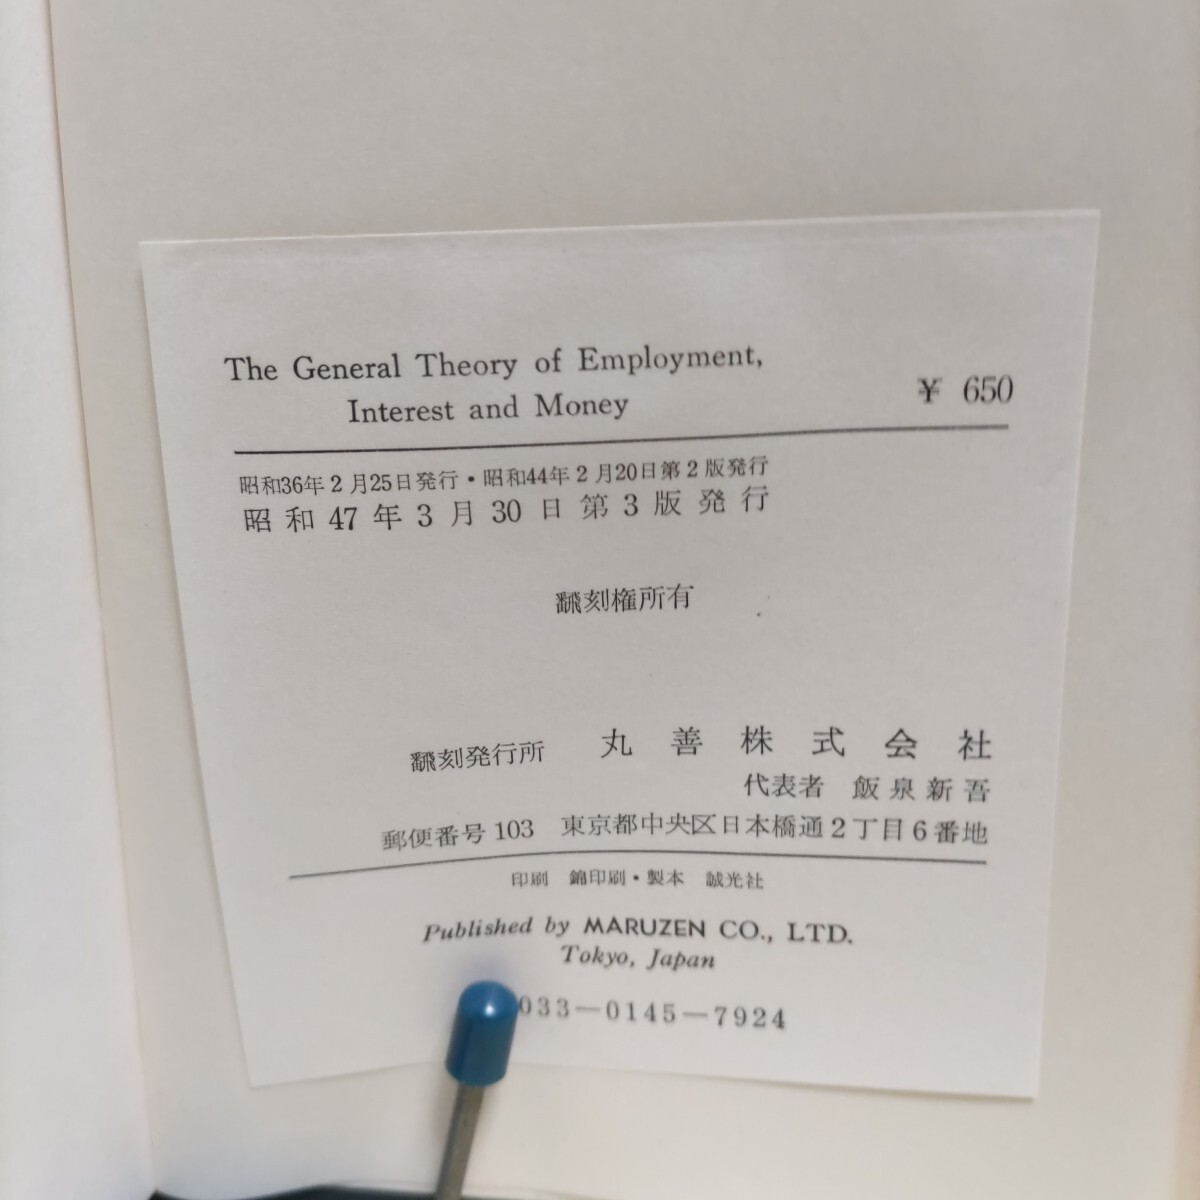 The General Theory of Employment,
Interest and Money
¥ 650
昭和36年2月25日発行・昭和44年2月20日第2版発行
昭和47年3月30日第3版発行
飜刻権所有
飜刻発行所 丸善株式会社
代表者 飯泉新吾
郵便番号103 東京都中央区日本橋通2丁目6番地
印刷 錦印刷・製本 誠光社
Published by MARUZEN CO., LTD.
Tokyo, Japan
033—0145—7924